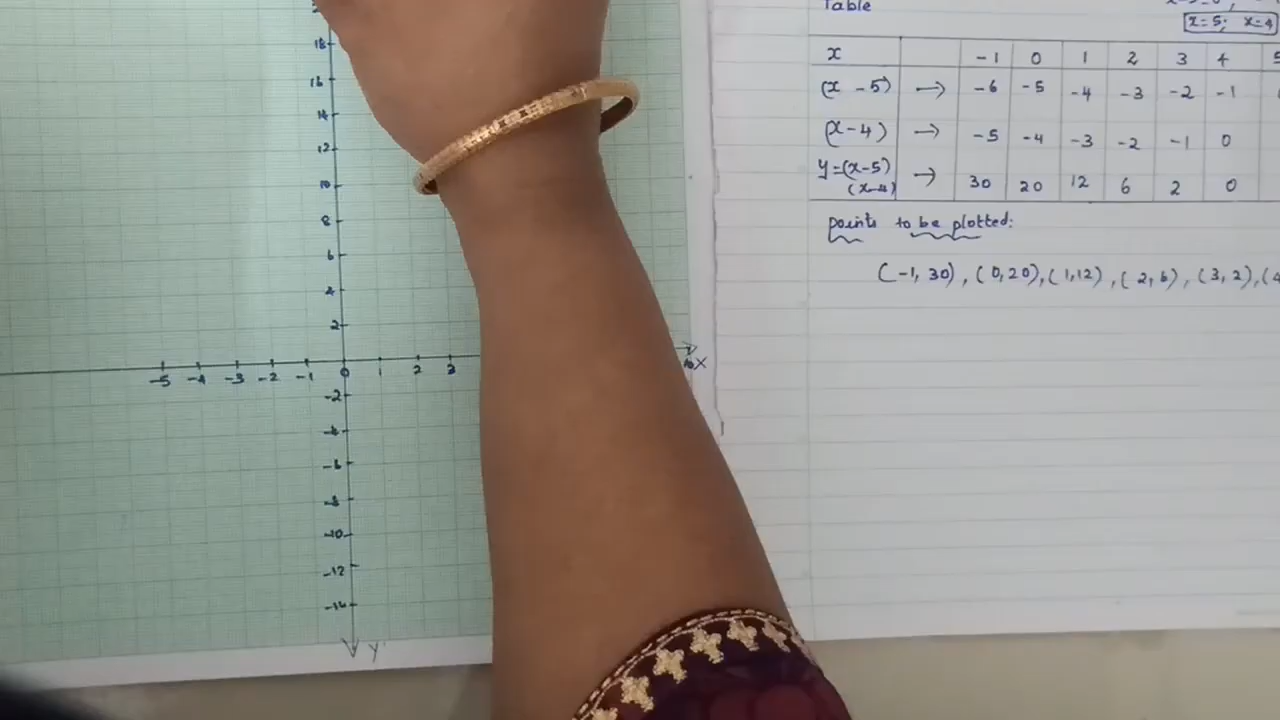 18
16
14
12
10
8
6
4
2
-5 -4 -3 -2 -1 0 1 2 3
X
-2
-4
-6
-8
-10
-12
-14
Y'
Table
x=5; x=4
x -1 0 1 2 3 4 5
(x -5) → -6 -5 -4 -3 -2 -1
(x-4) → -5 -4 -3 -2 -1 0
y=(x-5)
(x-4) → 30 20 12 6 2 0
points to be plotted:
(-1, 30), (0,20), (1,12), (2,6), (3,2), (4